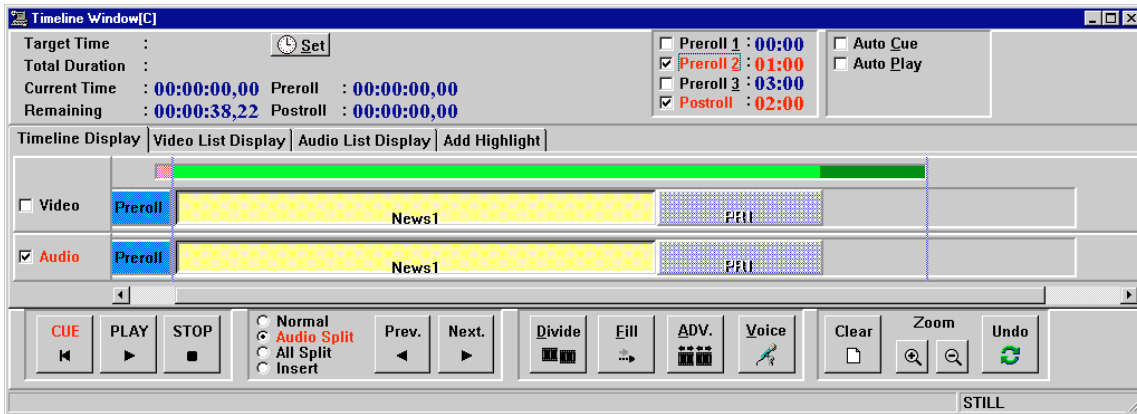 Timeline Window[C]
Target Time : Set
Total Duration :
Current Time : 00:00:00,00 Preroll : 00:00:00,00
Remaining : 00:00:38,22 Postroll : 00:00:00,00
Preroll 1 : 00:00
Preroll 2 : 01:00
Preroll 3 : 03:00
Postroll : 02:00
Auto Cue
Auto Play
Timeline Display Video List Display Audio List Display Add Highlight
Video Preroll News1
Audio Preroll News1
CUE PLAY STOP
Normal
Audio Split
All Split
Insert
Prev. Next.
Divide Fill ADV. Voice
Clear Zoom Undo
STILL